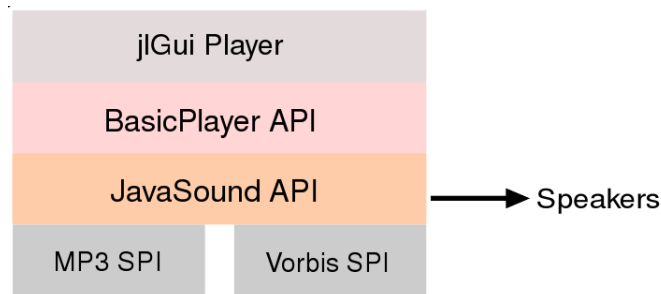 jlGui Player
BasicPlayer API
JavaSound API
Speakers
MP3 SPI
Vorbis SPI